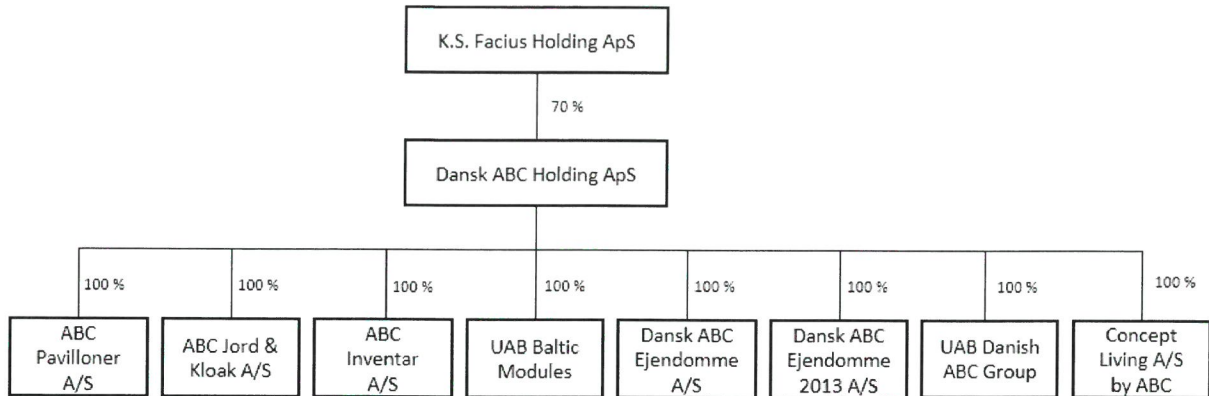 K.S. Facius Holding ApS
70 %
Dansk ABC Holding ApS
100 %
100 %
100 %
100 %
100 %
100 %
100 %
100 %
ABC
Pavilloner
A/S
ABC Jord &
Kloak A/S
ABC
Inventar
A/S
UAB Baltic
Modules
Dansk ABC
Ejendomme
A/S
Dansk ABC
Ejendomme
2013 A/S
UAB Danish
ABC Group
Concept
Living A/S
by ABC